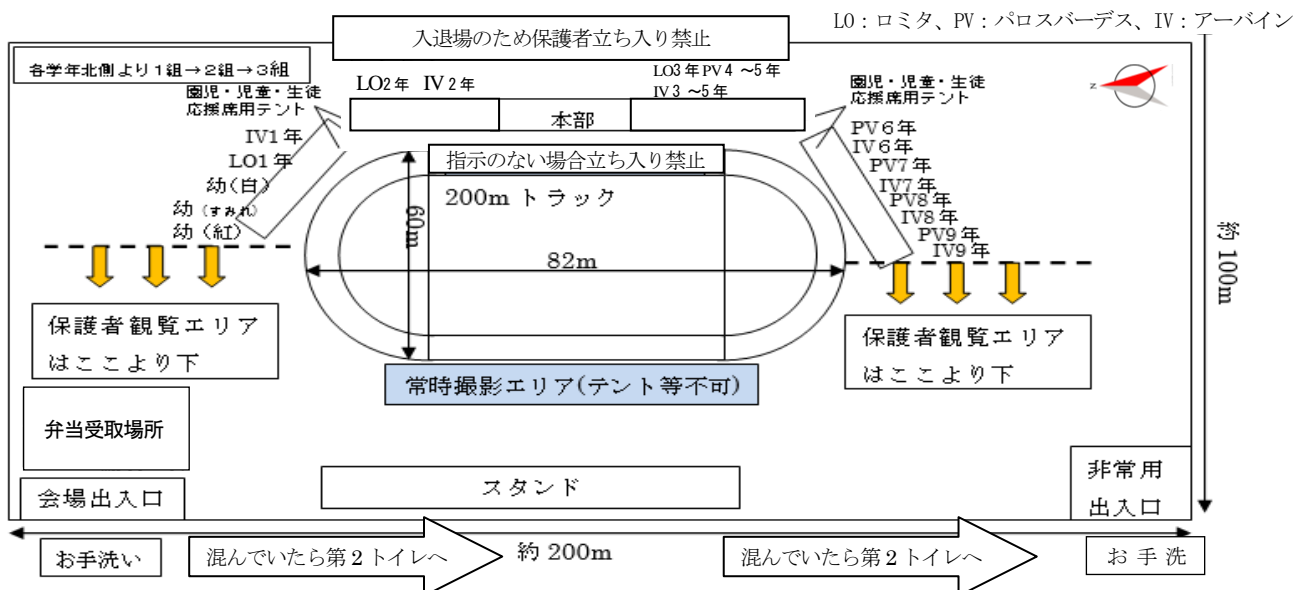 LO：ロミタ、PV：パロスバーデス、IV：アーバイン
入退場のため保護者立ち入り禁止
各学年北側より１組→２組→３組
園児・児童・生徒
応援席用テント
LO2年 IV２年
LO3年PV４～5年
IV３～5年
園児・児童・生徒
応援席用テント
z
本部
IV1年
LO1年
幼(白)
幼（すみれ）
幼（紅）
指示のない場合立ち入り禁止
200mトラック
60m
82m
PV６年
IV６年
PV7年
IV7年
PV8年
IV8年
PV9年
IV9年
約100m
保護者観覧エリア
はここより下
保護者観覧エリア
はここより下
常時撮影エリア(テント等不可)
弁当受取場所
会場出入口
スタンド
非常用
出入口
お手洗い
混んでいたら第２トイレへ
約200m
混んでいたら第２トイレへ
お手洗